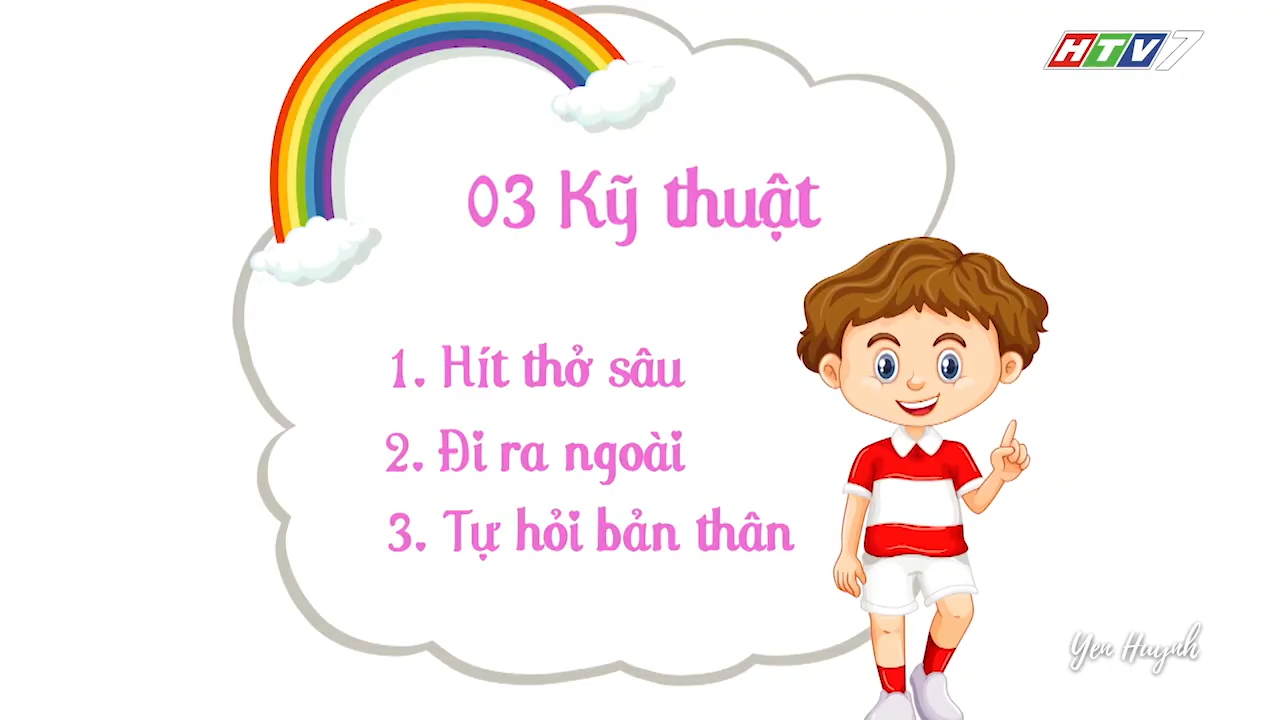 HTV7
03 Kỹ thuật
1. Hít thở sâu
2. Đi ra ngoài
3. Tự hỏi bản thân
Yen Huynh